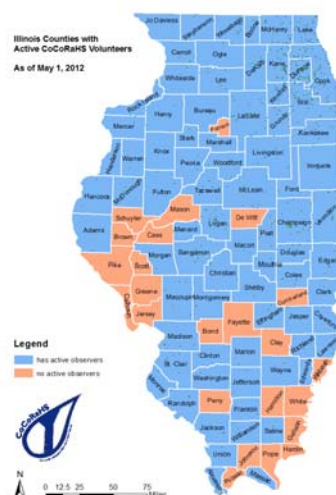 Illinois Counties with
Active CoCoRaHS Volunteers
As of May 1, 2012
Jo Daviess
Stephenson
Winnebago
Boone
McHenry
Lake
Carroll
Ogle
DeKalb
Kane
DuPage
Cook
Whiteside
Lee
Kendall
Will
Rock Island
Henry
Bureau
LaSalle
Grundy
Mercer
Putnam
Kankakee
Stark
Marshall
Knox
Livingston
Henderson
Warren
Peoria
Woodford
Iroquois
McDonough
Fulton
Tazewell
McLean
Ford
Hancock
Schuyler
Mason
De Witt
Champaign
Adams
Brown
Cass
Menard
Logan
Piatt
Macon
Pike
Scott
Morgan
Sangamon
Douglas
Edgar
Moultrie
Christian
Coles
Greene
Shelby
Clark
Calhoun
Jersey
Macoupin
Montgomery
Cumberland
Fayette
Effingham
Jasper
Madison
Bond
Clay
Richland
Legend
has active observers
no active observers
St. Clair
Clinton
Marion
Wayne
Monroe
Washington
Jefferson
Randolph
Perry
Franklin
Hamilton
White
Jackson
Williamson
Saline
Gallatin
Union
Johnson
Pope
Hardin
Pulaski
Massac
CoCoRaHS
N
0 12.5 25 50 75
Miles